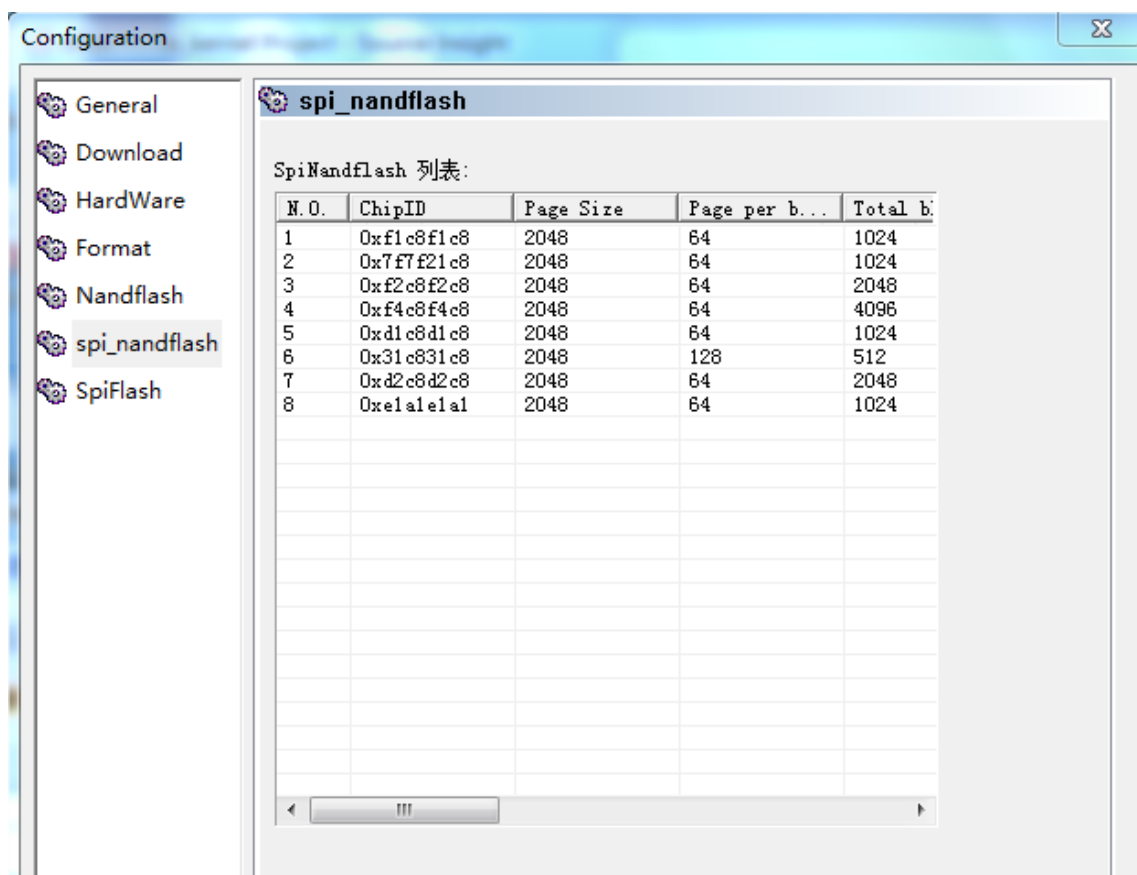 Configuration
General
Download
HardWare
Format
Nandflash
spi_nandflash
SpiFlash
spi_nandflash
SpiNandflash 列表:
N.O. ChipID Page Size Page per b... Total bl
1 0xf1c8f1c8 2048 64 1024
2 0x7f7f21c8 2048 64 1024
3 0xf2c8f2c8 2048 64 2048
4 0xf4c8f4c8 2048 64 4096
5 0xd1c8d1c8 2048 64 1024
6 0x31c831c8 2048 128 512
7 0xd2c8d2c8 2048 64 2048
8 0xe1a1e1a1 2048 64 1024